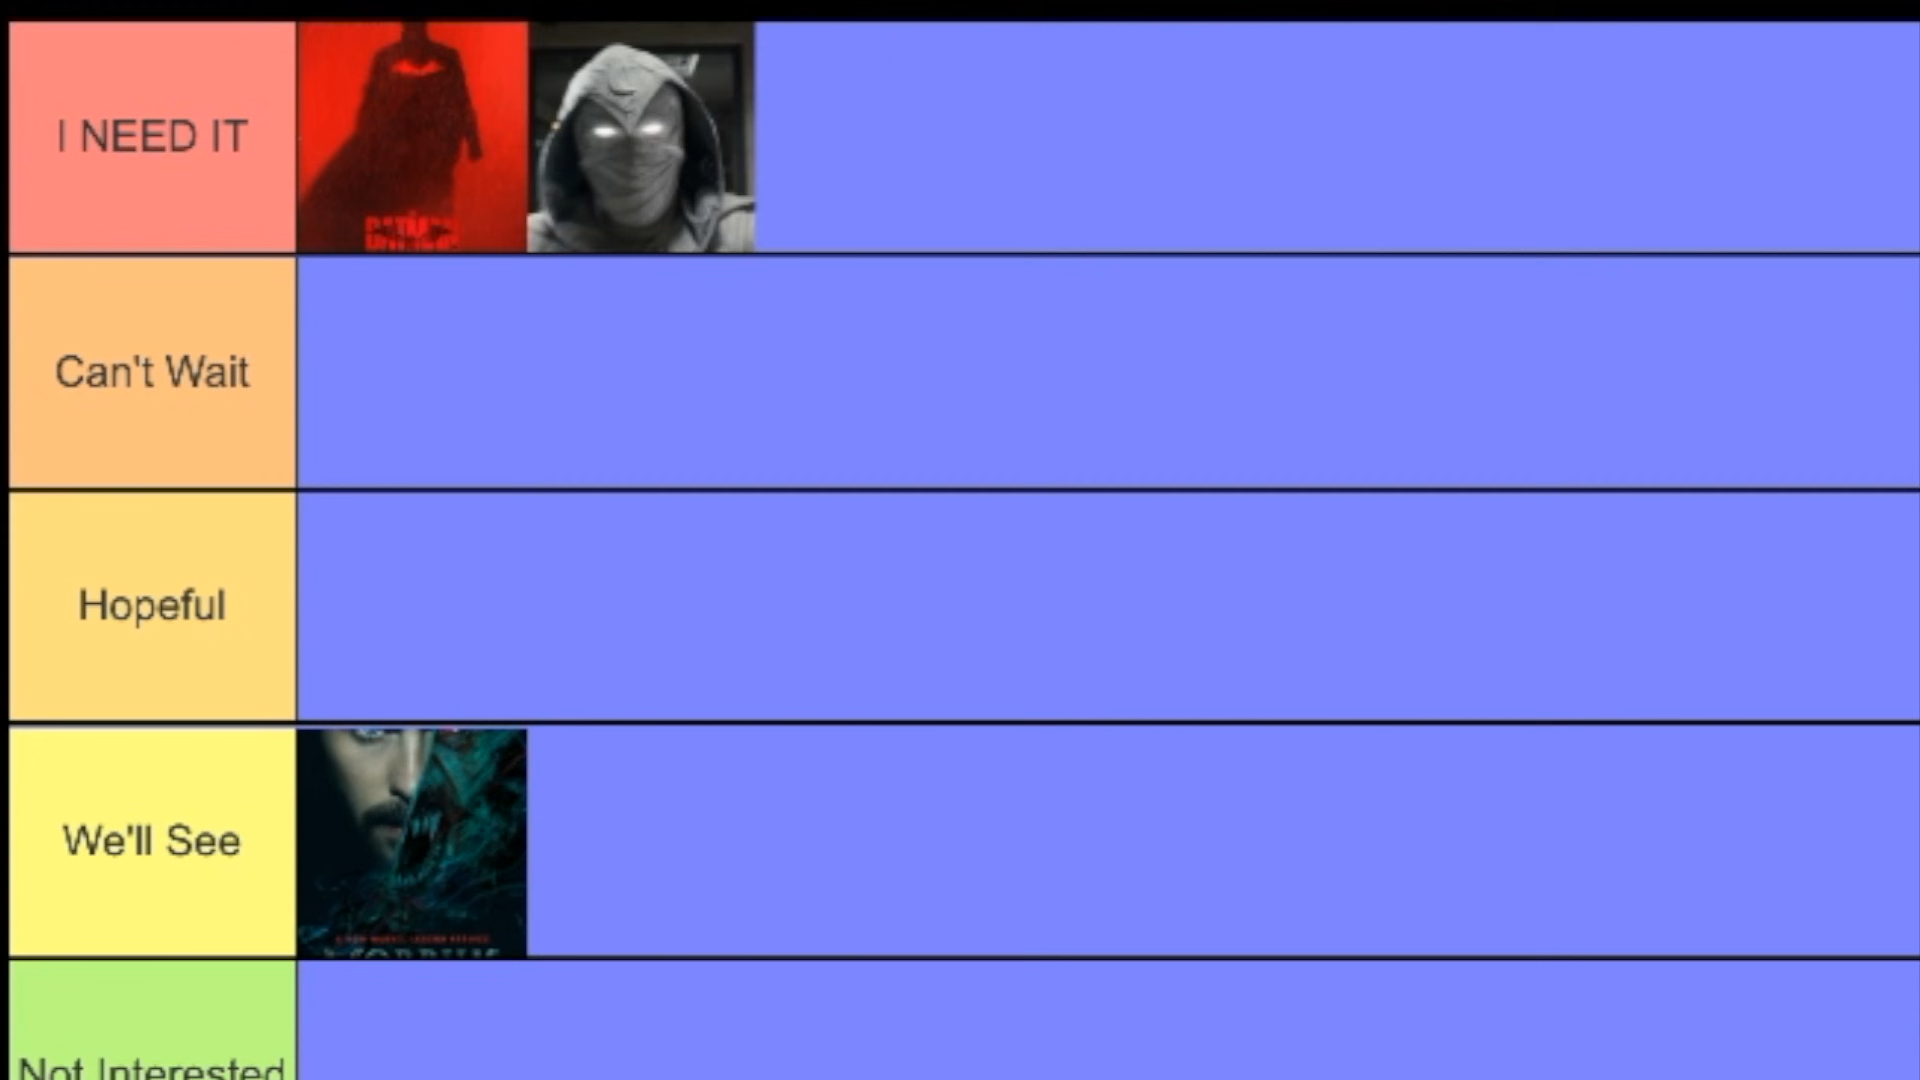 I NEED IT
Can't Wait
Hopeful
We'll See
Not Interested